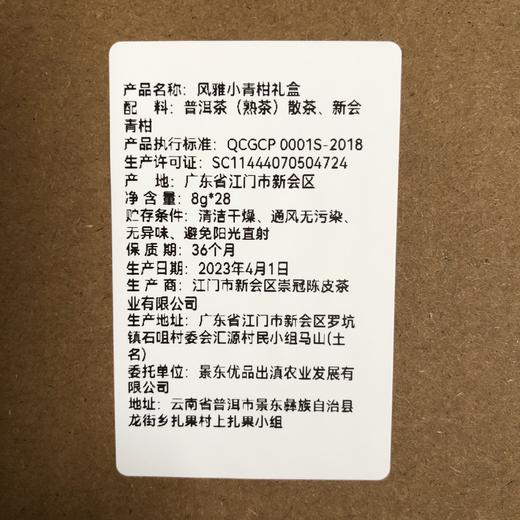 产品名称：风雅小青柑礼盒
配　料：普洱茶（熟茶）散茶、新会
青柑
产品执行标准：QCGCP 0001S-2018
生产许可证：SC11444070504724
产　地：广东省江门市新会区
净 含 量：8g*28
贮存条件：清洁干燥、通风无污染、
无异味、避免阳光直射
保 质 期：36个月
生产日期：2023年4月1日
生 产 商：江门市新会区崇冠陈皮茶
业有限公司
生产地址：广东省江门市新会区罗坑
镇石咀村委会汇源村民小组马山(土
名)
委托单位：景东优品出滇农业发展有
限公司
地址：云南省普洱市景东彝族自治县
龙街乡扎果村上扎果小组